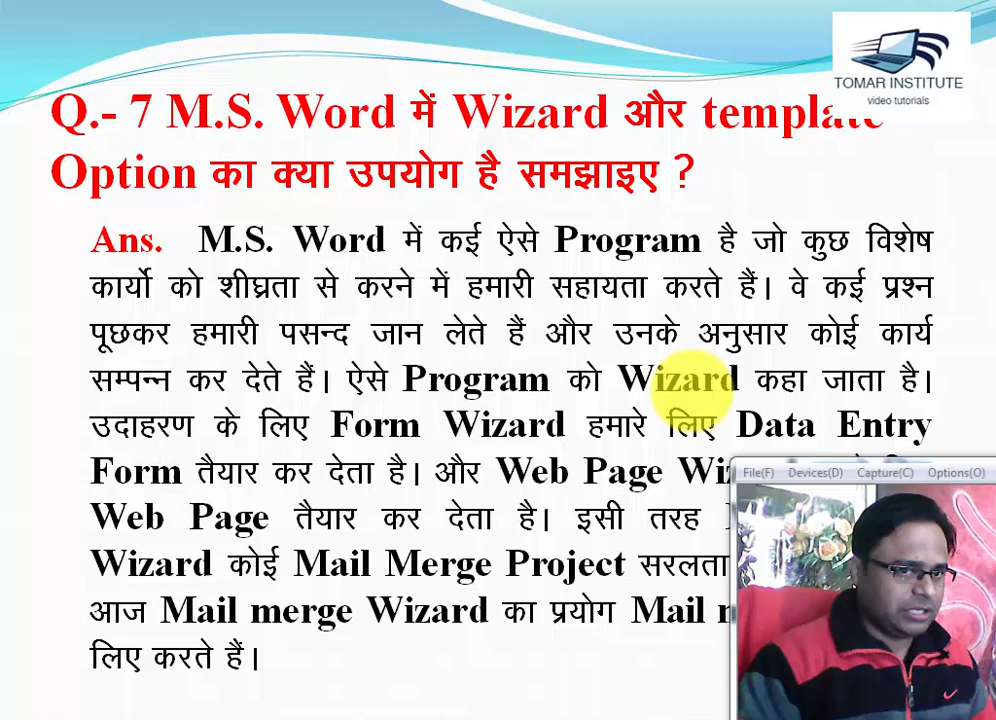 TOMAR INSTITUTE
video tutorials
Q.- 7 M.S. Word में Wizard और template
Option का क्या उपयोग है समझाइए ?
Ans. M.S. Word में कई ऐसे Program है जो कुछ विशेष
कार्यो को शीघ्रता से करने में हमारी सहायता करते हैं। वे कई प्रश्न
पूछकर हमारी पसन्द जान लेते हैं और उनके अनुसार कोई कार्य
सम्पन्न कर देते हैं। ऐसे Program को Wizard कहा जाता है।
उदाहरण के लिए Form Wizard हमारे लिए Data Entry
Form तैयार कर देता है। और Web Page
Web Page तैयार कर देता है। इसी तरह
Wizard कोई Mail Merge Project सरलता
आज Mail merge Wizard का प्रयोग Mail
लिए करते हैं।
File(F) Devices(D) Capture(C) Options(O)